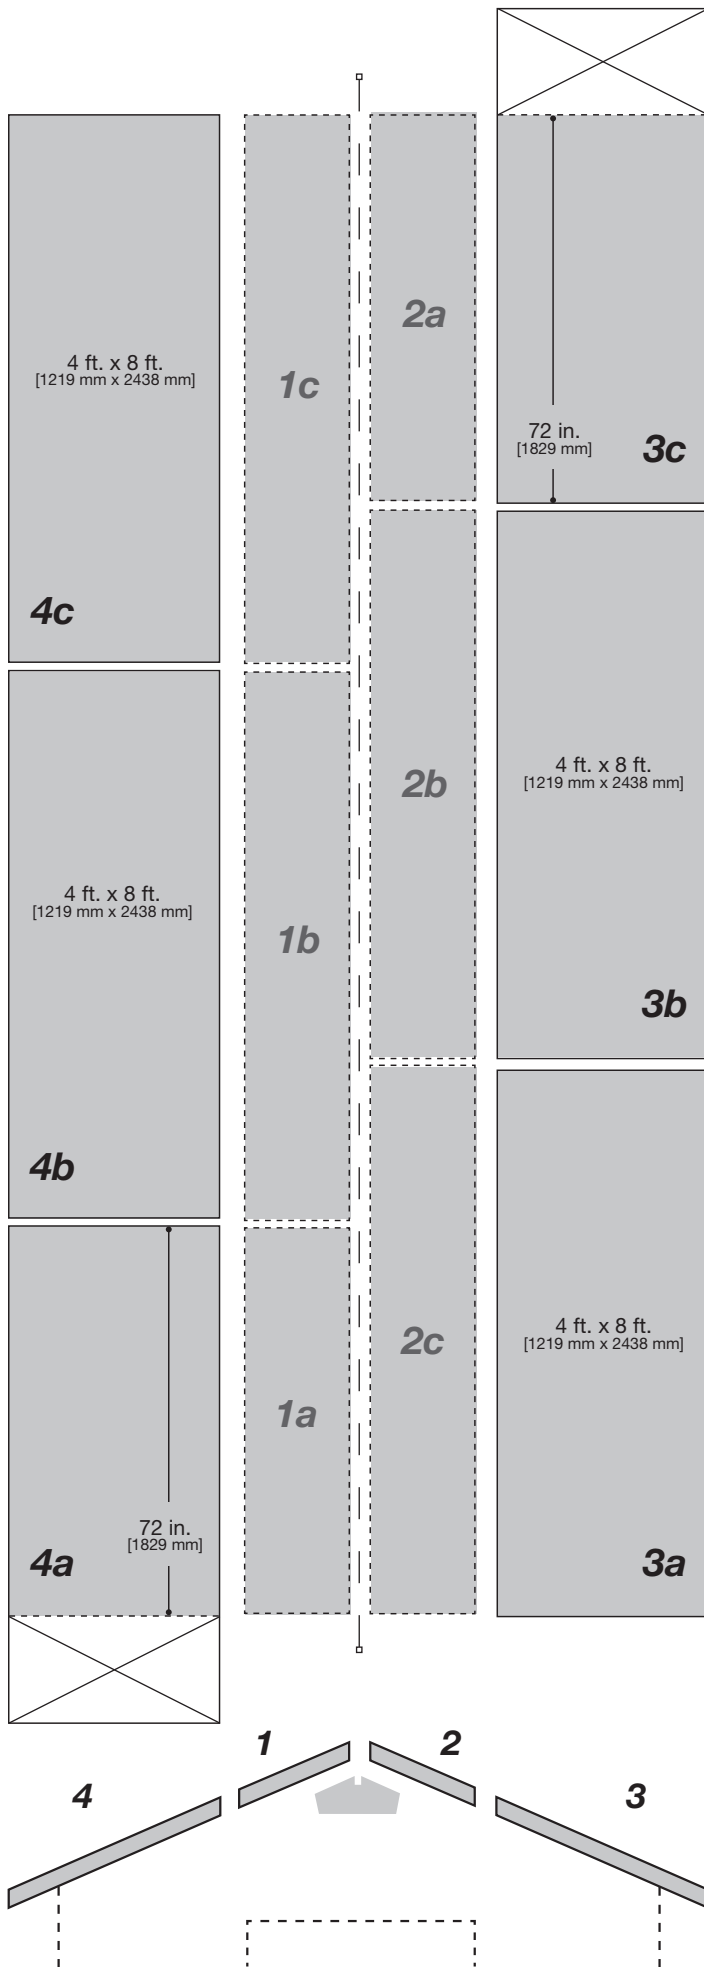 2a
4 ft. x 8 ft.
[1219 mm x 2438 mm]
1c
72 in.
[1829 mm]
3c
4c
4 ft. x 8 ft.
[1219 mm x 2438 mm]
2b
4 ft. x 8 ft.
[1219 mm x 2438 mm]
1b
3b
4b
4 ft. x 8 ft.
[1219 mm x 2438 mm]
2c
1a
72 in.
[1829 mm]
4a
3a
1
2
4
3